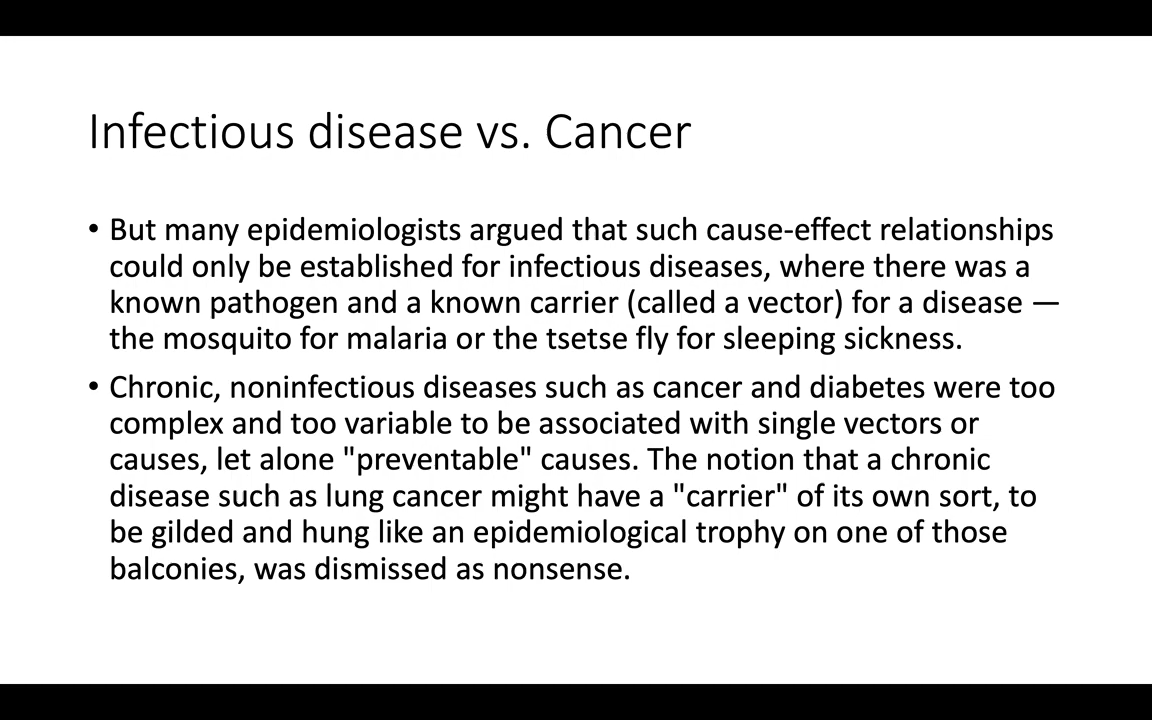 Infectious disease vs. Cancer
• But many epidemiologists argued that such cause-effect relationships
could only be established for infectious diseases, where there was a
known pathogen and a known carrier (called a vector) for a disease —
the mosquito for malaria or the tsetse fly for sleeping sickness.
• Chronic, noninfectious diseases such as cancer and diabetes were too
complex and too variable to be associated with single vectors or
causes, let alone "preventable" causes. The notion that a chronic
disease such as lung cancer might have a "carrier" of its own sort, to
be gilded and hung like an epidemiological trophy on one of those
balconies, was dismissed as nonsense.